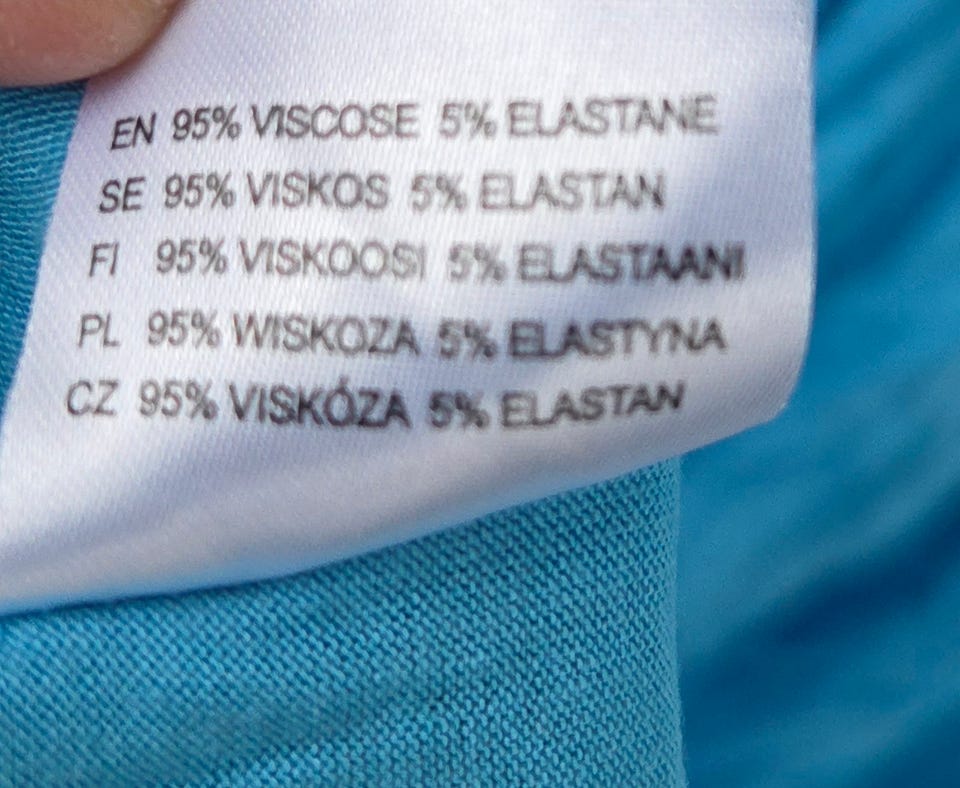 EN 95% VISCOSE 5% ELASTANE
SE 95% VISKOS 5% ELASTAN
FI 95% VISKOOSI 5% ELASTAANI
PL 95% WISKOZA 5% ELASTYNA
CZ 95% VISKÓZA 5% ELASTAN